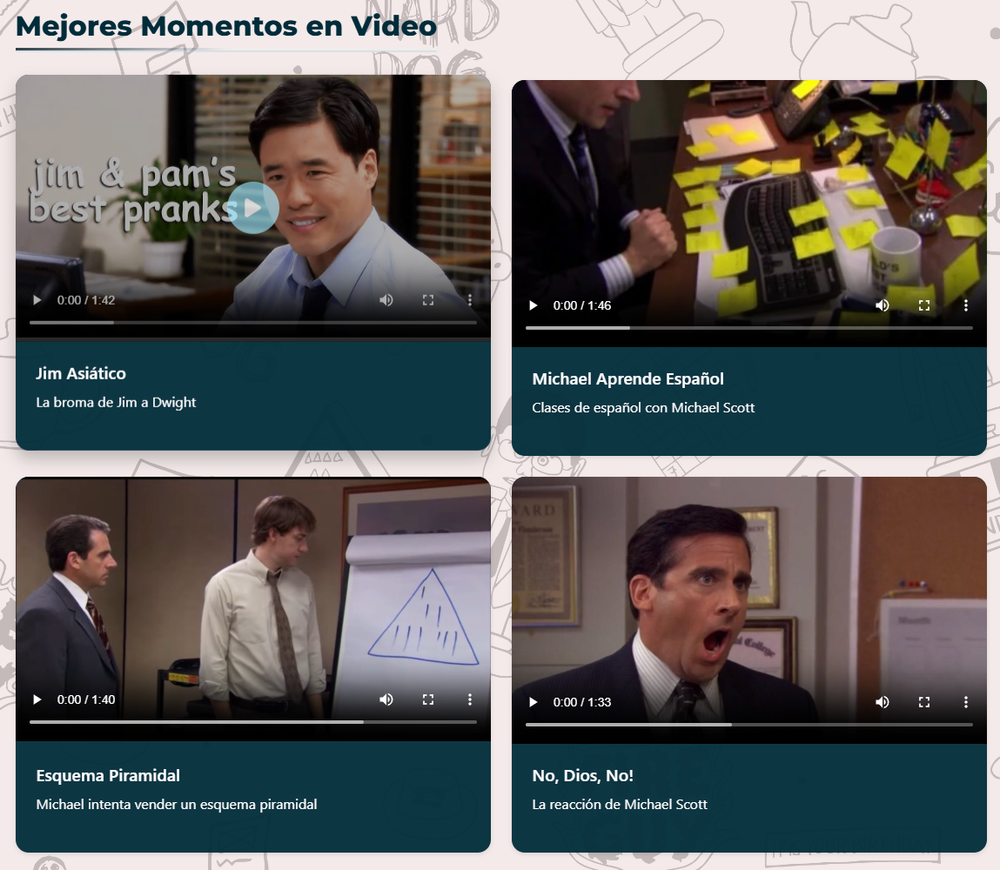 Mejores Momentos en Video
NARD
DOG
jim & pam's
best pranks
0:00 / 1:42
Jim Asiático
La broma de Jim a Dwight
0:00 / 1:46
Michael Aprende Español
Clases de español con Michael Scott
0:00 / 1:40
Esquema Piramidal
Michael intenta vender un esquema piramidal
0:00 / 1:33
No, Dios, No!
La reacción de Michael Scott